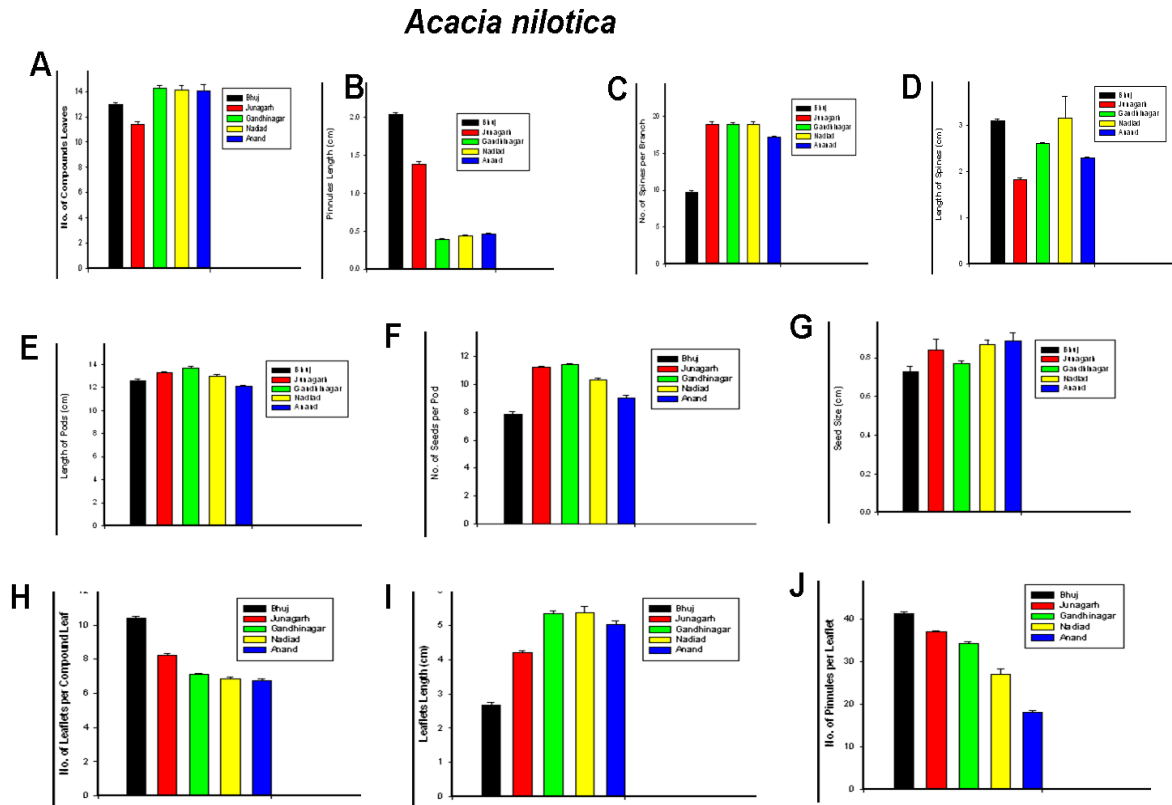 Acacia nilotica
A
No. of Compounds Leaves
14
12
10
8
6
4
2
0
Bhuj
Junagarh
Gandhinagar
Nadiad
Anand
B
Pinnules Length (cm)
2.0
1.5
1.0
0.5
0.0
Bhuj
Junagarh
Gandhinagar
Nadiad
Anand
C
No. of Spines per Branch
20
15
10
5
0
Bhuj
Junagarh
Gandhinagar
Nadiad
Anand
D
Length of Spines (cm)
3
2
1
0
Bhuj
Junagarh
Gandhinagar
Nadiad
Anand
E
Length of Pods (cm)
14
12
10
8
6
4
2
0
Bhuj
Junagarh
Gandhinagar
Nadiad
Anand
F
No. of Seeds per Pod
12
10
8
6
4
2
0
Bhuj
Junagarh
Gandhinagar
Nadiad
Anand
G
Seed Size (cm)
0.8
0.6
0.4
0.2
0.0
Bhuj
Junagarh
Gandhinagar
Nadiad
Anand
H
No. of Leaflets per Compound Leaf
10
8
6
4
2
0
Bhuj
Junagarh
Gandhinagar
Nadiad
Anand
I
Leaflets Length (cm)
5
4
3
2
1
0
Bhuj
Junagarh
Gandhinagar
Nadiad
Anand
J
No. of Pinnules per Leaflet
40
30
20
10
0
Bhuj
Junagarh
Gandhinagar
Nadiad
Anand